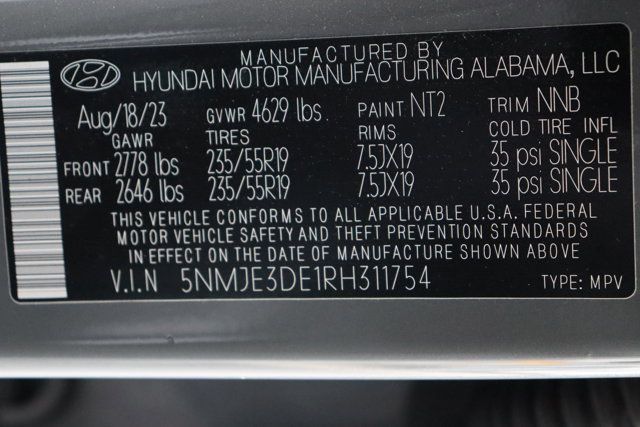 MANUFACTURED BY
HYUNDAI MOTOR MANUFACTURING ALABAMA, LLC
Aug/18/23 GVWR 4629 lbs. PAINT NT2 TRIM NNB
GAWR TIRES RIMS COLD TIRE INFL
FRONT 2778 lbs 235/55R19 7.5JX19 35 psi SINGLE
REAR 2646 lbs 235/55R19 7.5JX19 35 psi SINGLE
THIS VEHICLE CONFORMS TO ALL APPLICABLE U.S.A. FEDERAL
MOTOR VEHICLE SAFETY AND THEFT PREVENTION STANDARDS
IN EFFECT ON THE DATE OF MANUFACTURE SHOWN ABOVE
V.I.N 5NMJE3DE1RH311754 TYPE: MPV